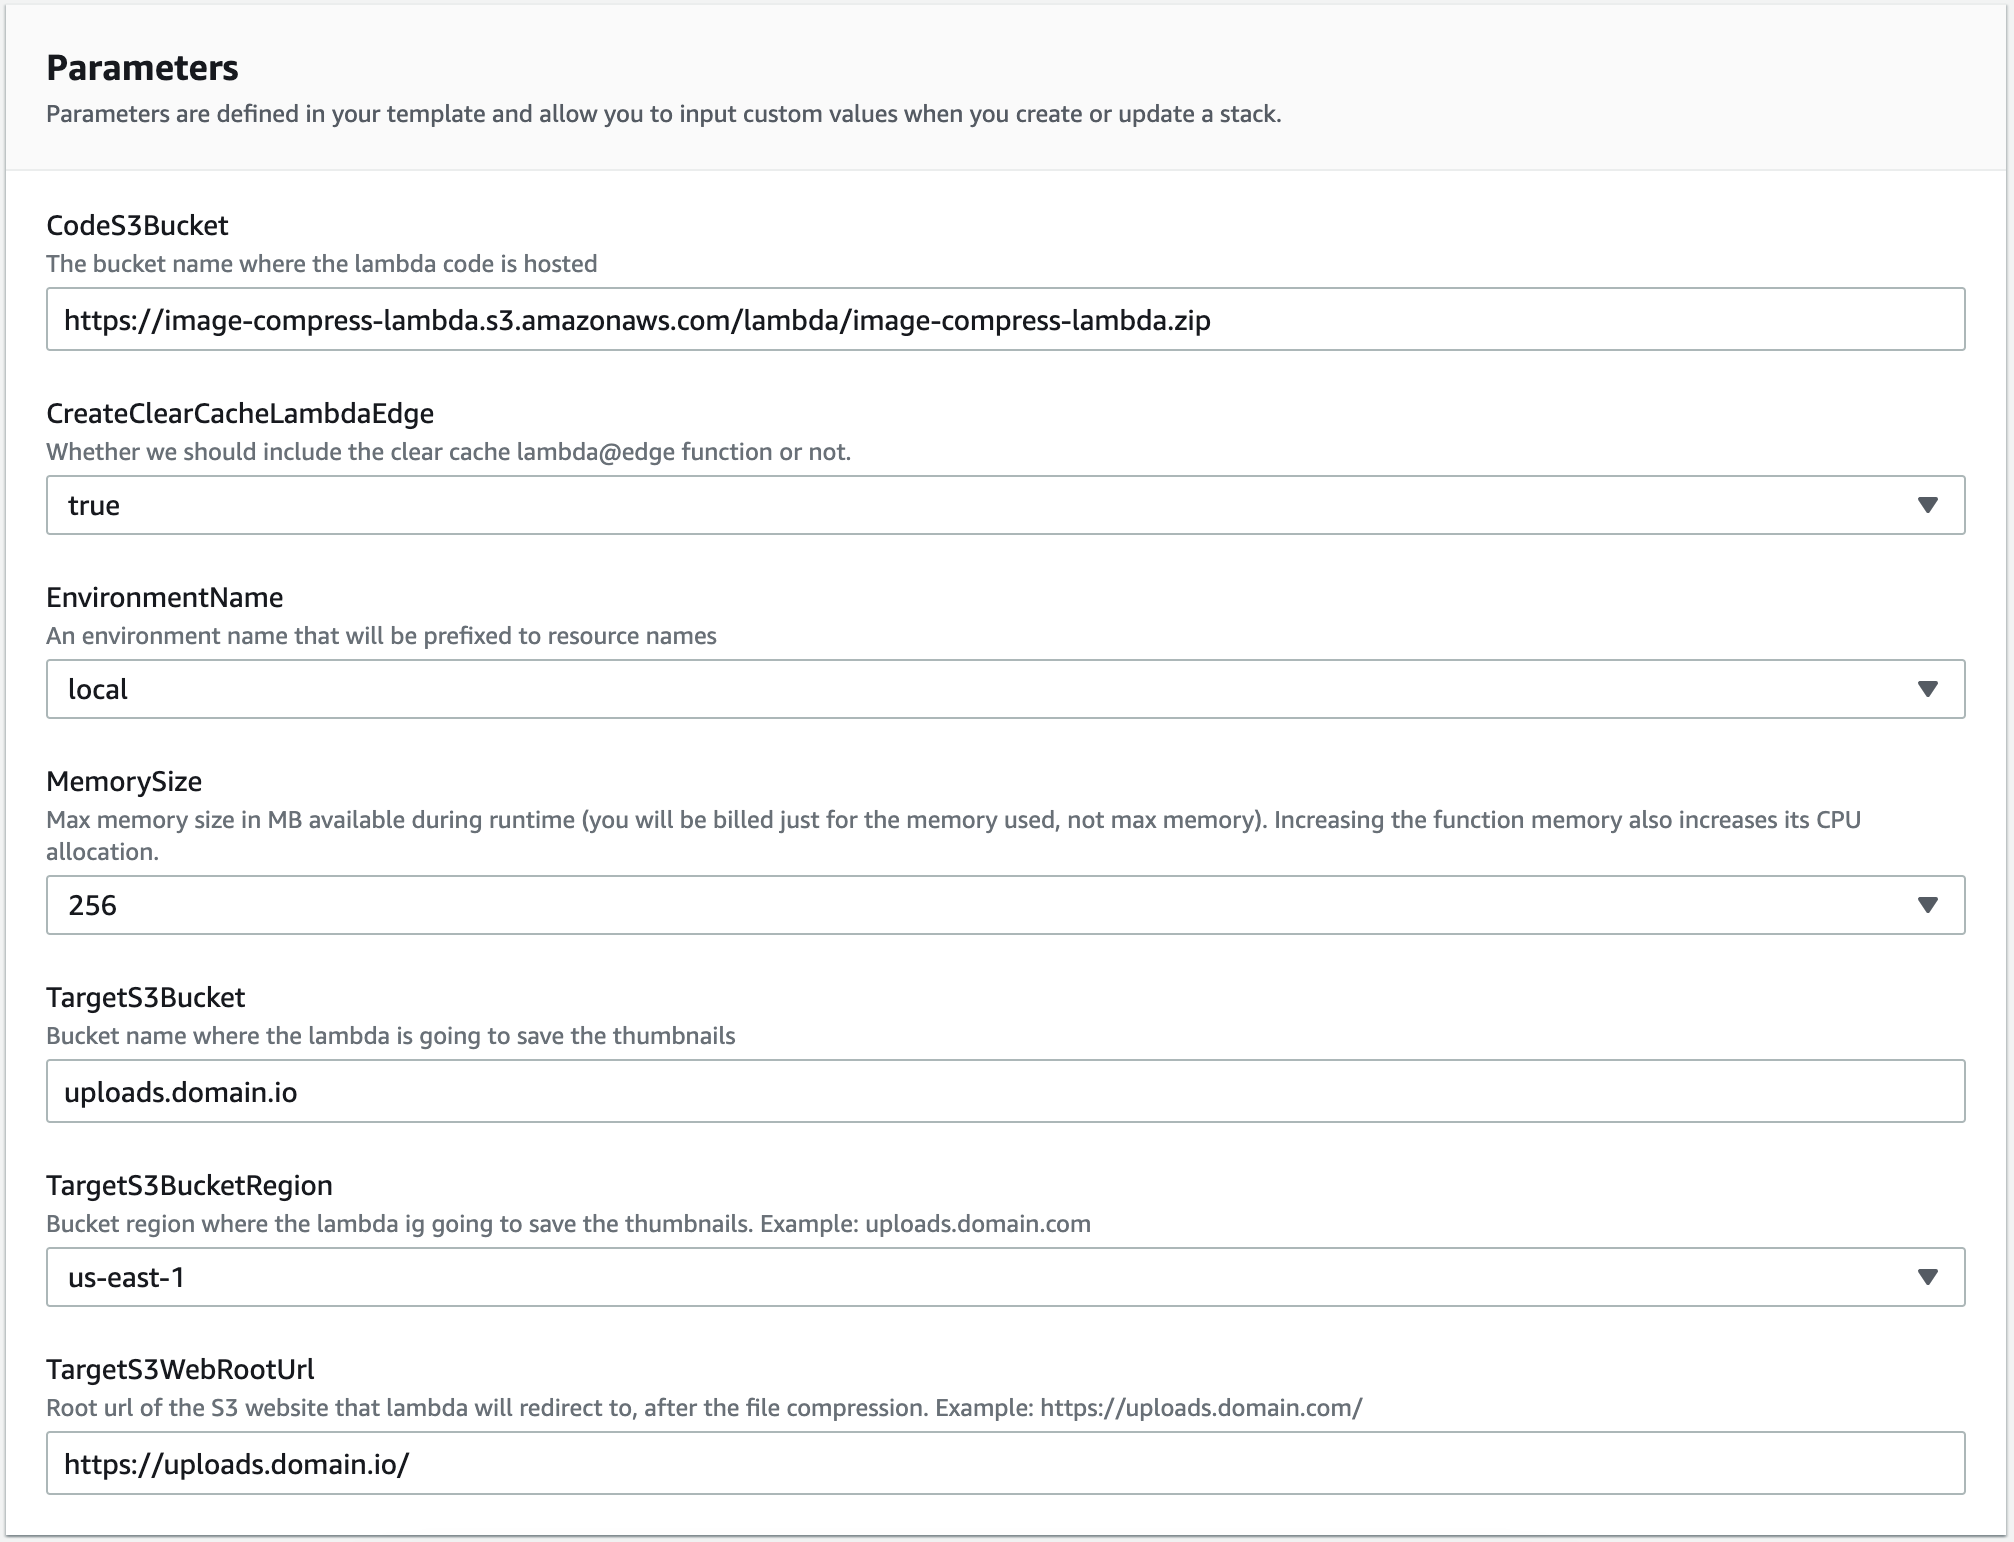 Parameters
Parameters are defined in your template and allow you to input custom values when you create or update a stack.
CodeS3Bucket
The bucket name where the lambda code is hosted
https://image-compress-lambda.s3.amazonaws.com/lambda/image-compress-lambda.zip
CreateClearCacheLambdaEdge
Whether we should include the clear cache lambda@edge function or not.
true
EnvironmentName
An environment name that will be prefixed to resource names
local
MemorySize
Max memory size in MB available during runtime (you will be billed just for the memory used, not max memory). Increasing the function memory also increases its CPU
allocation.
256
TargetS3Bucket
Bucket name where the lambda is going to save the thumbnails
uploads.domain.io
TargetS3BucketRegion
Bucket region where the lambda ig going to save the thumbnails. Example: uploads.domain.com
us-east-1
TargetS3WebRootUrl
Root url of the S3 website that lambda will redirect to, after the file compression. Example: https://uploads.domain.com/
https://uploads.domain.io/